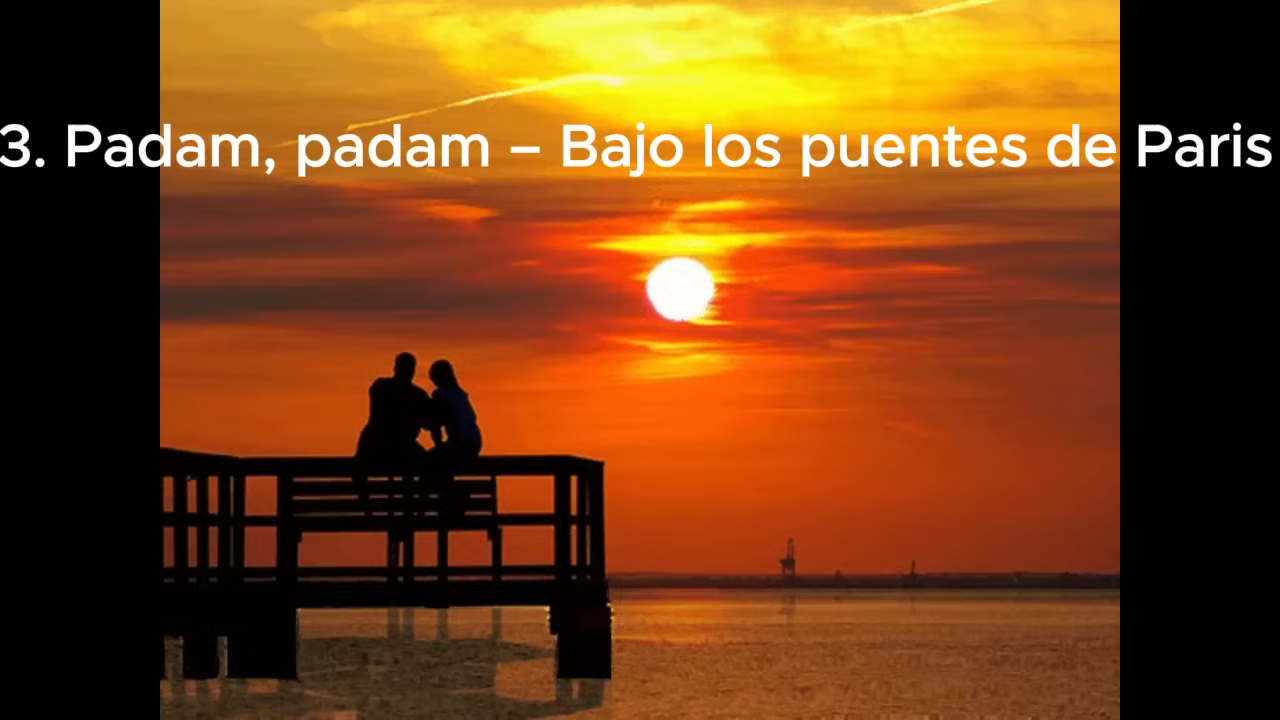 3. Padam, padam – Bajo los puentes de Paris